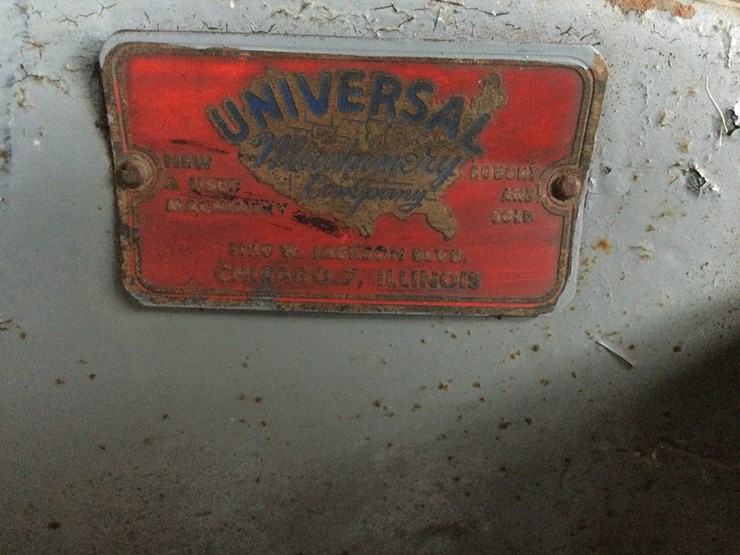 UNIVERSAL
Machinery
Company
NEW
& USED
MACHINERY
BOUGHT
AND
SOLD
W. JACKSON BLVD.
CHICAGO 7, ILLINOIS